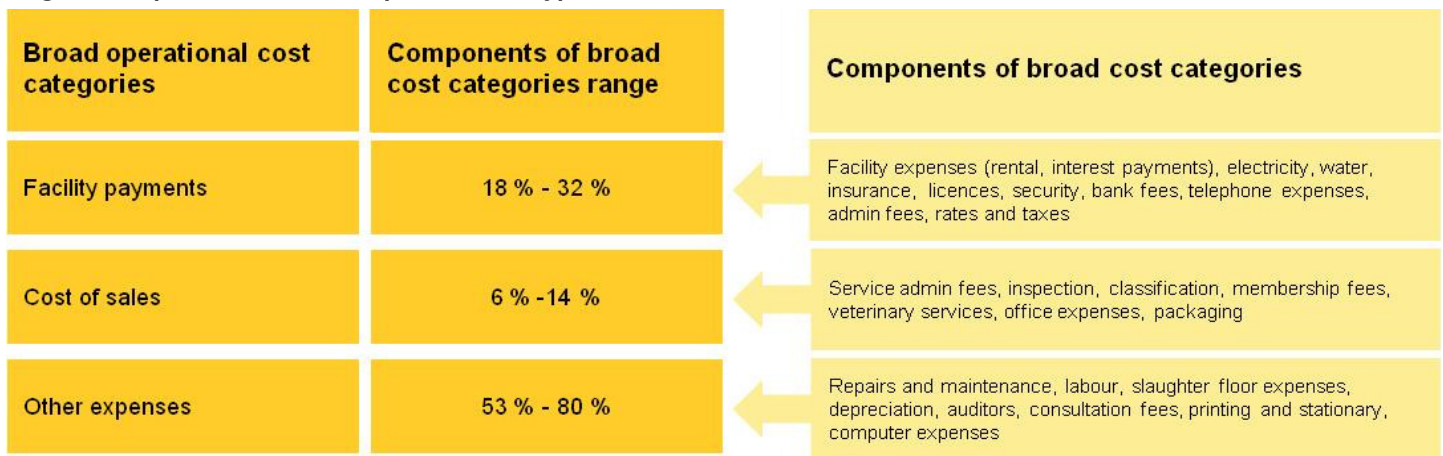 Broad operational cost
categories
Components of broad
cost categories range
Components of broad cost categories
Facility payments
18 % - 32 %
Facility expenses (rental, interest payments), electricity, water,
insurance, licences, security, bank fees, telephone expenses,
admin fees, rates and taxes
Cost of sales
6 % -14 %
Service admin fees, inspection, classification, membership fees,
veterinary services, office expenses, packaging
Other expenses
53 % - 80 %
Repairs and maintenance, labour, slaughter floor expenses,
depreciation, auditors, consultation fees, printing and stationary,
computer expenses